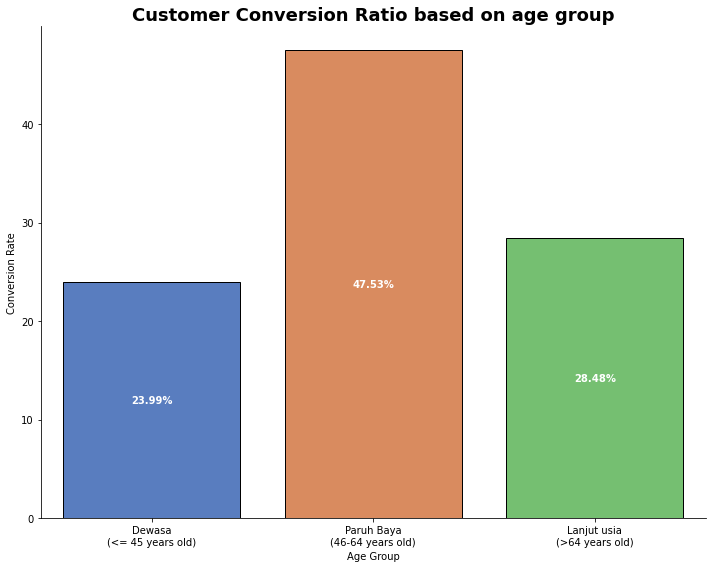 Customer Conversion Ratio based on age group
Conversion Rate
40
30
20
10
0
47.53%
28.48%
23.99%
Dewasa
(<= 45 years old)
Paruh Baya
(46-64 years old)
Lanjut usia
(>64 years old)
Age Group